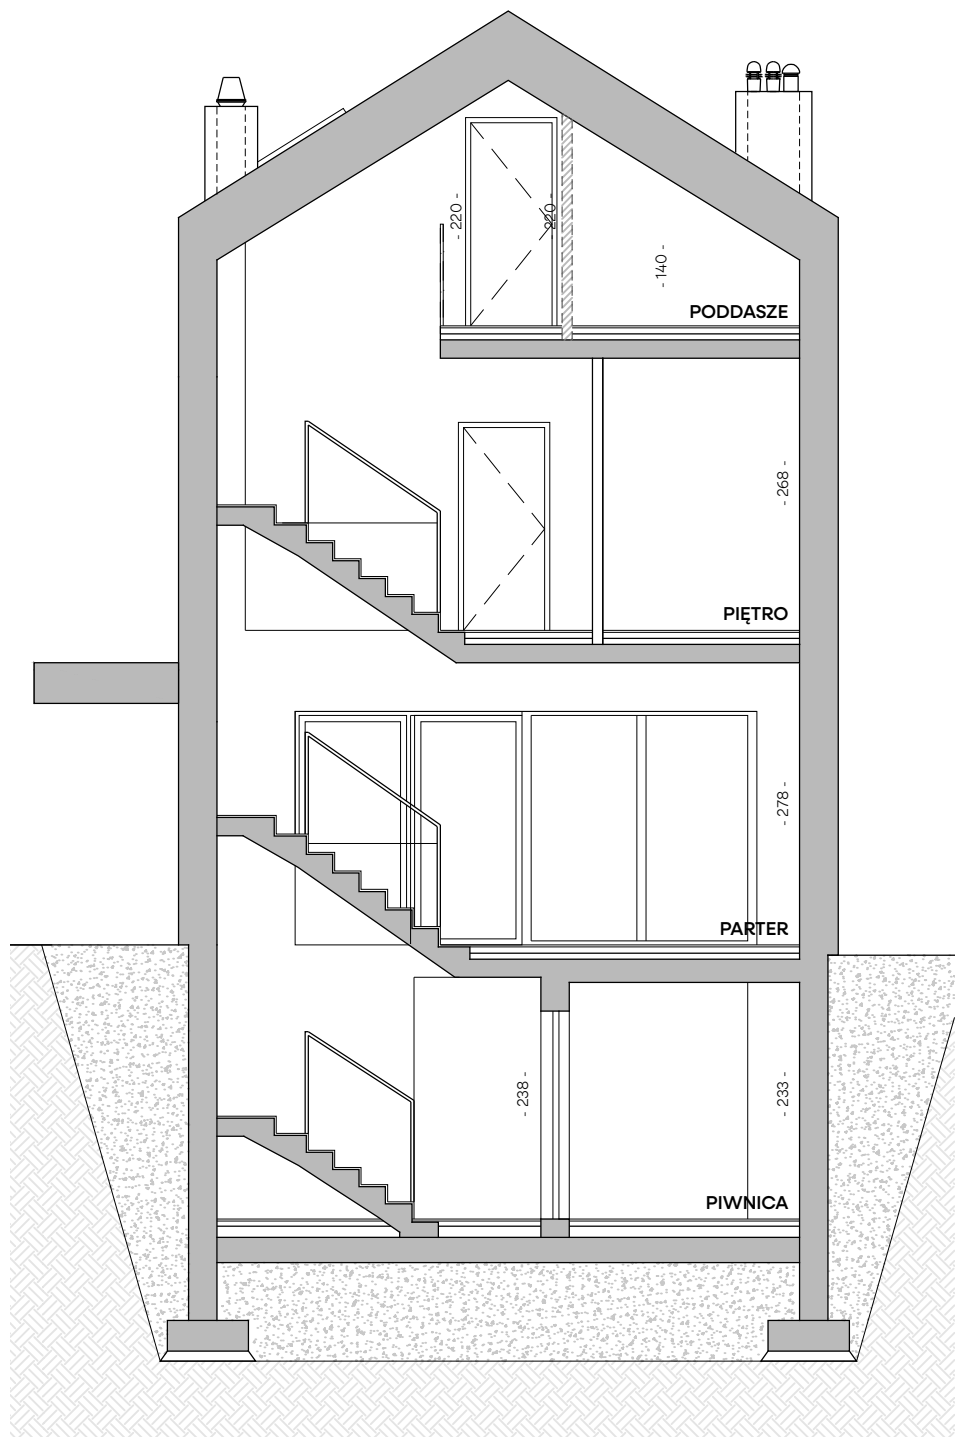 - 220 -
- 220 -
- 140 -
PODDASZE
- 268 -
PIĘTRO
- 278 -
PARTER
- 238 -
- 233 -
PIWNICA